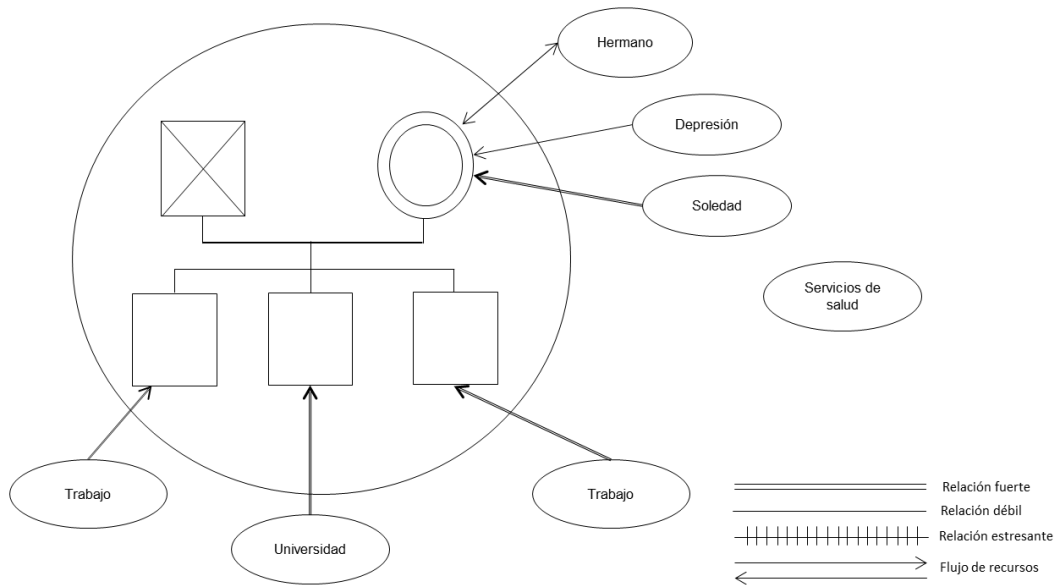 Hermano
Depresión
Soledad
Servicios de
salud
Trabajo
Universidad
Trabajo
Relación fuerte
Relación débil
Relación estresante
Flujo de recursos